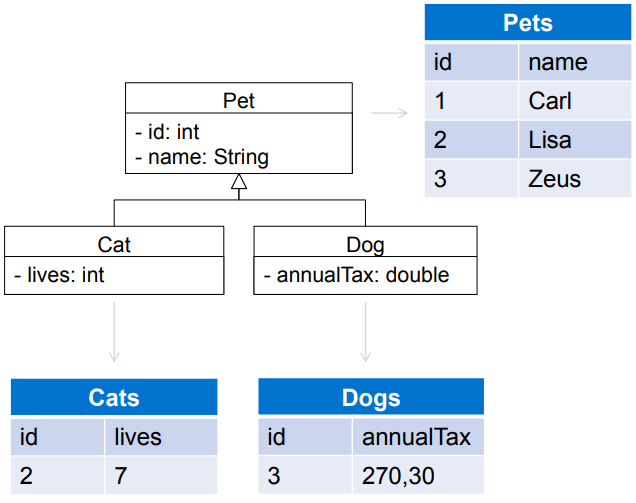 Pets
id name
1 Carl
2 Lisa
3 Zeus
Pet
- id: int
- name: String
Cat
- lives: int
Dog
- annualTax: double
Cats
id lives
2 7
Dogs
id annualTax
3 270,30